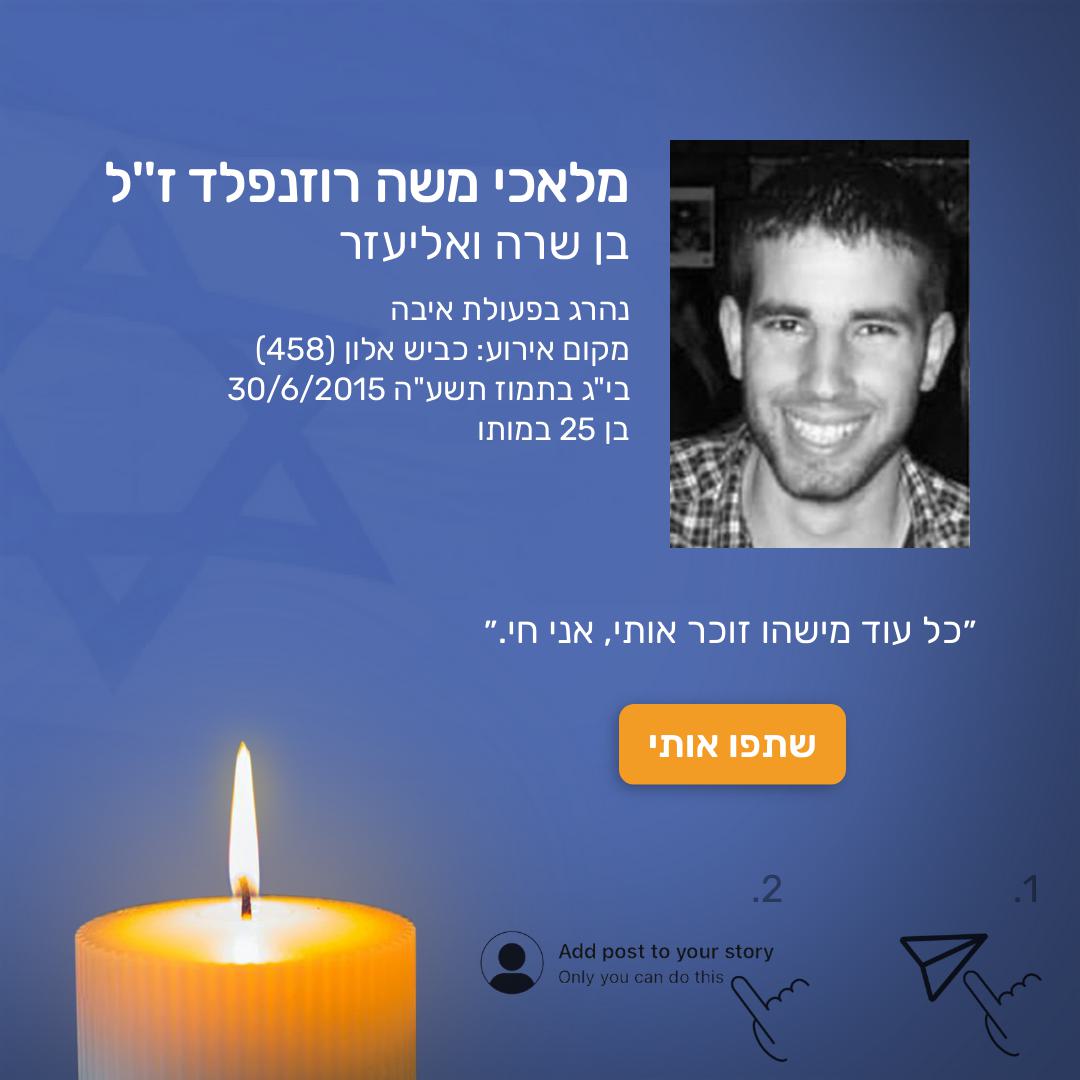 מלאכי משה רוזנפלד ז"ל
בן שרה ואליעזר
נהרג בפעולת איבה
מקום אירוע: כביש אלון (458)
בי"ג בתמוז תשע"ה 30/6/2015
בן 25 במותו
״כל עוד מישהו זוכר אותי, אני חי.״
שתפו אותי
1.
2.
Add post to your story
Only you can do this